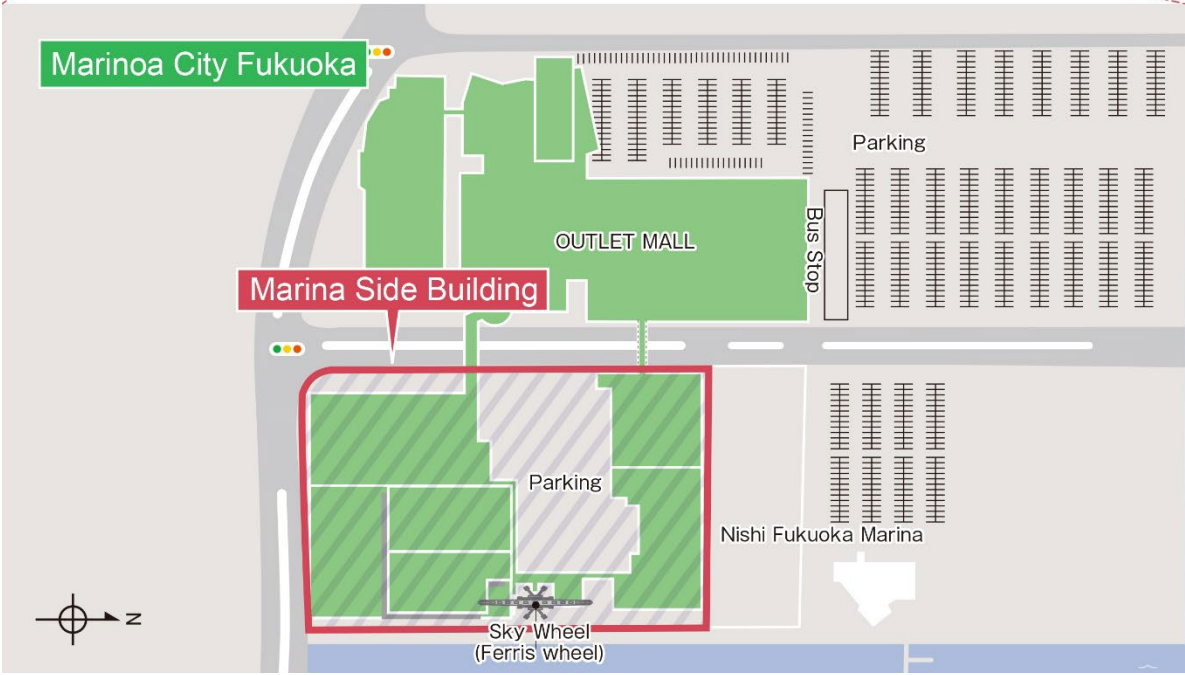 Marinoa City Fukuoka
Parking
OUTLET MALL
Bus Stop
Marina Side Building
Parking
Nishi Fukuoka Marina
N
Sky Wheel
(Ferris wheel)